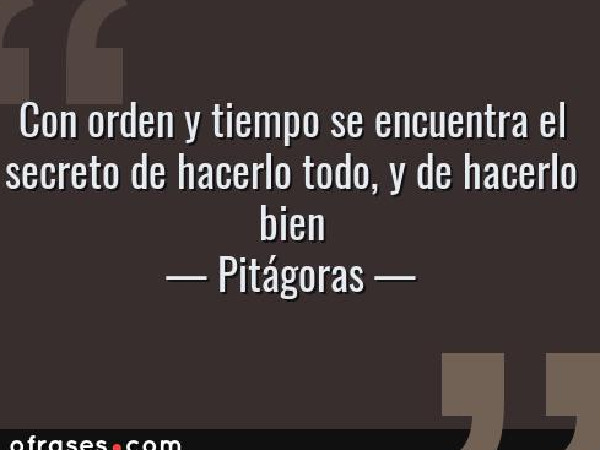 Con orden y tiempo se encuentra el
secreto de hacerlo todo, y de hacerlo
bien
— Pitágoras —
ofrases.com